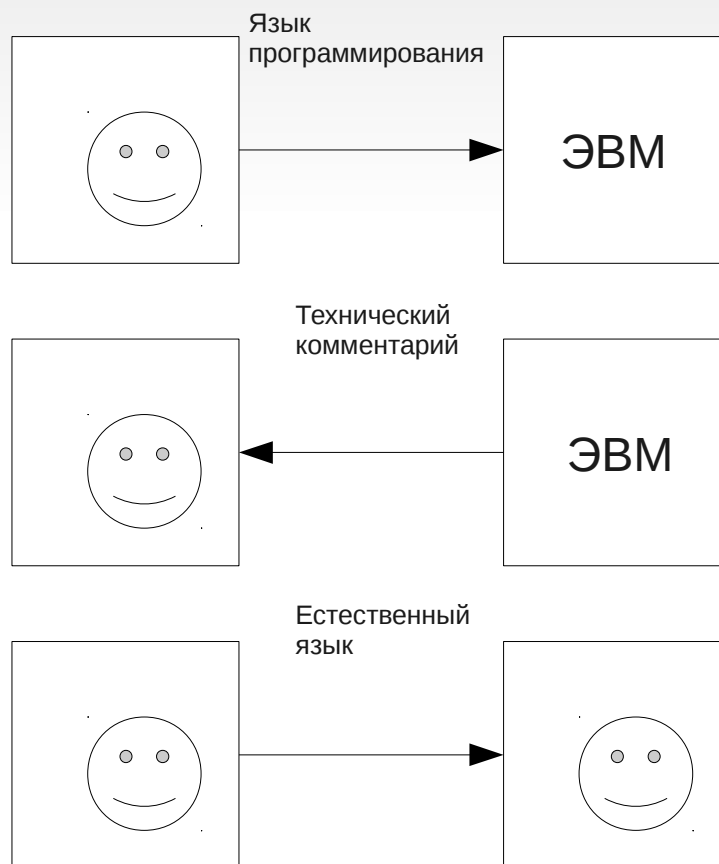 Язык
программирования
ЭВМ
Технический
комментарий
ЭВМ
Естественный
язык